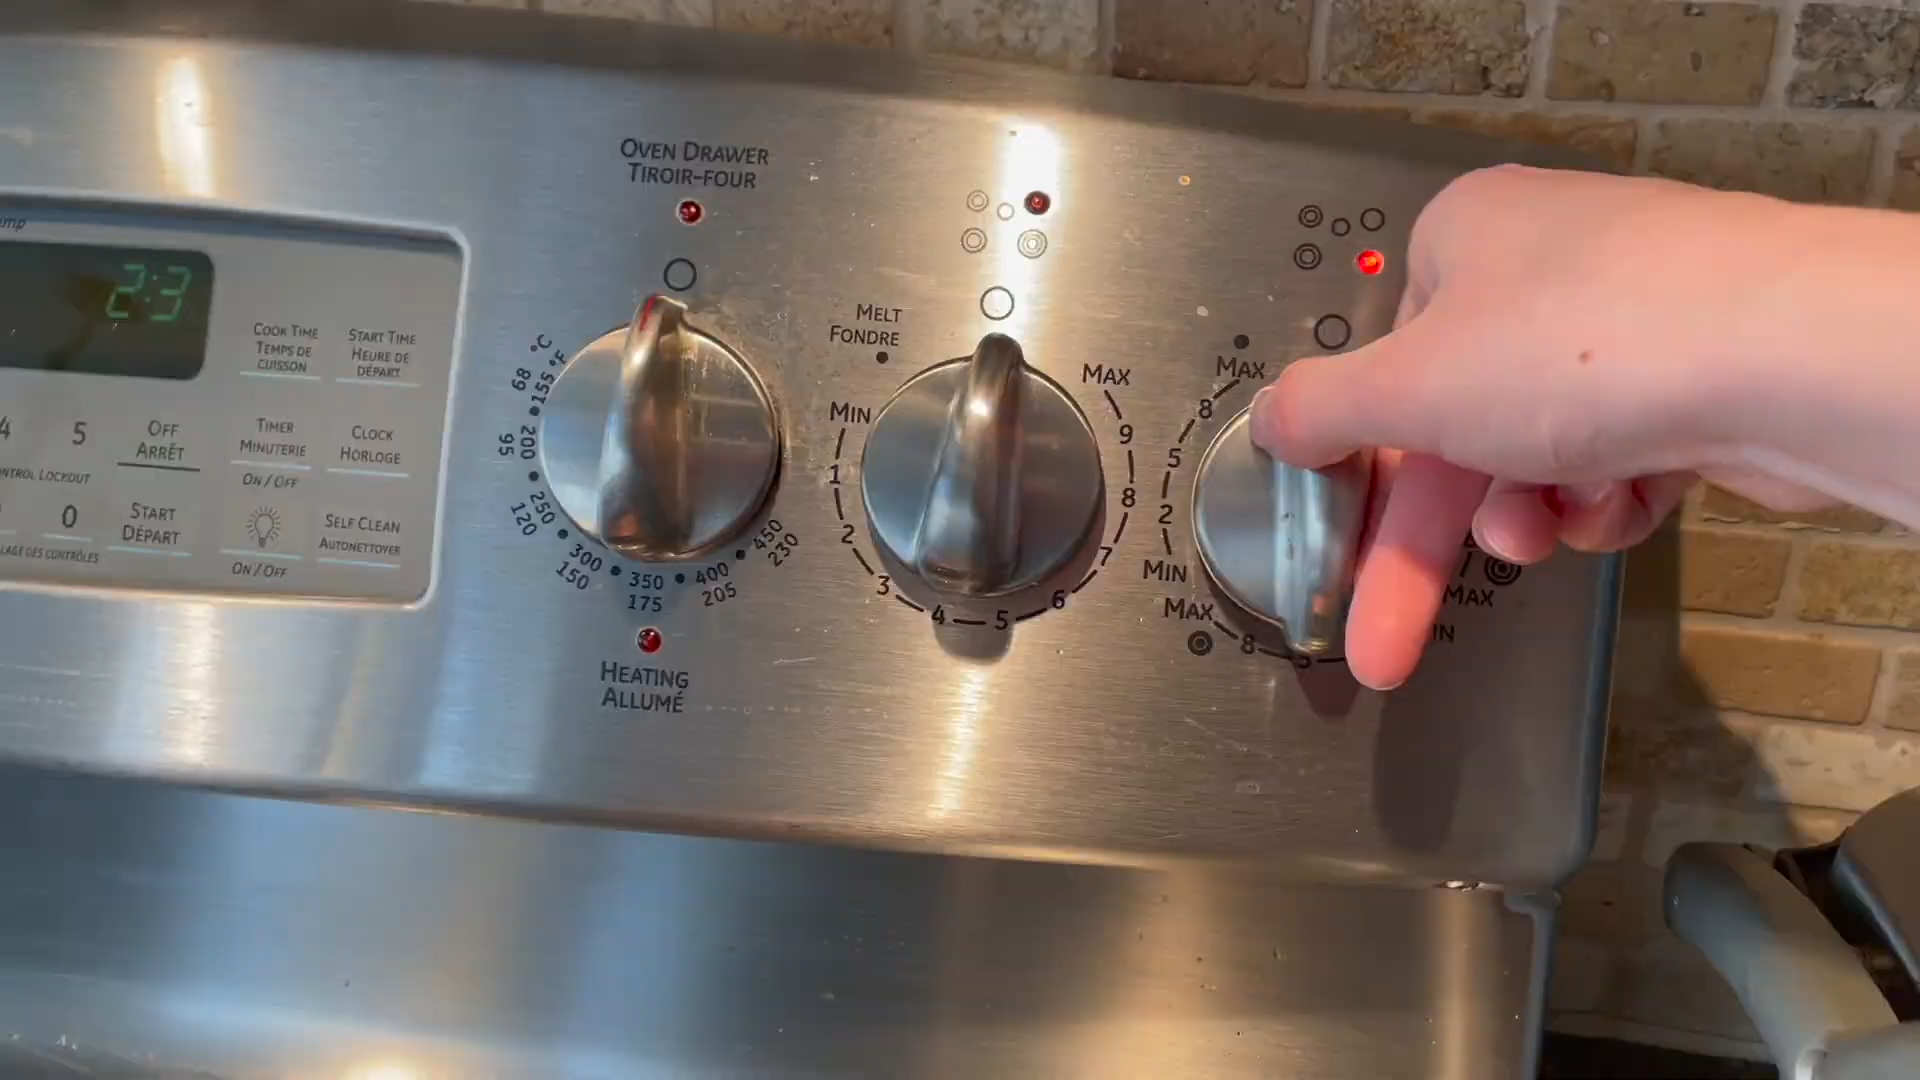 OVEN DRAWER
TIROIR-FOUR
2:3
COOK TIME
TEMPS DE
CUISSON
START TIME
HEURE DE
DÉPART
4
5
OFF
ARRÊT
TIMER
MINUTERIE
ON / OFF
CLOCK
HORLOGE
LOCKOUT
0
START
DÉPART
ON / OFF
SELF CLEAN
AUTONETTOYER
DES CONTRÔLES
°C
°F
68
155
95
200
120
250
150
300
175
350
205
400
230
450
HEATING
ALLUMÉ
MELT
FONDRE
MIN
1
2
3
4
5
6
7
8
9
MAX
MAX
8
5
2
MIN
MAX
8
5
MAX